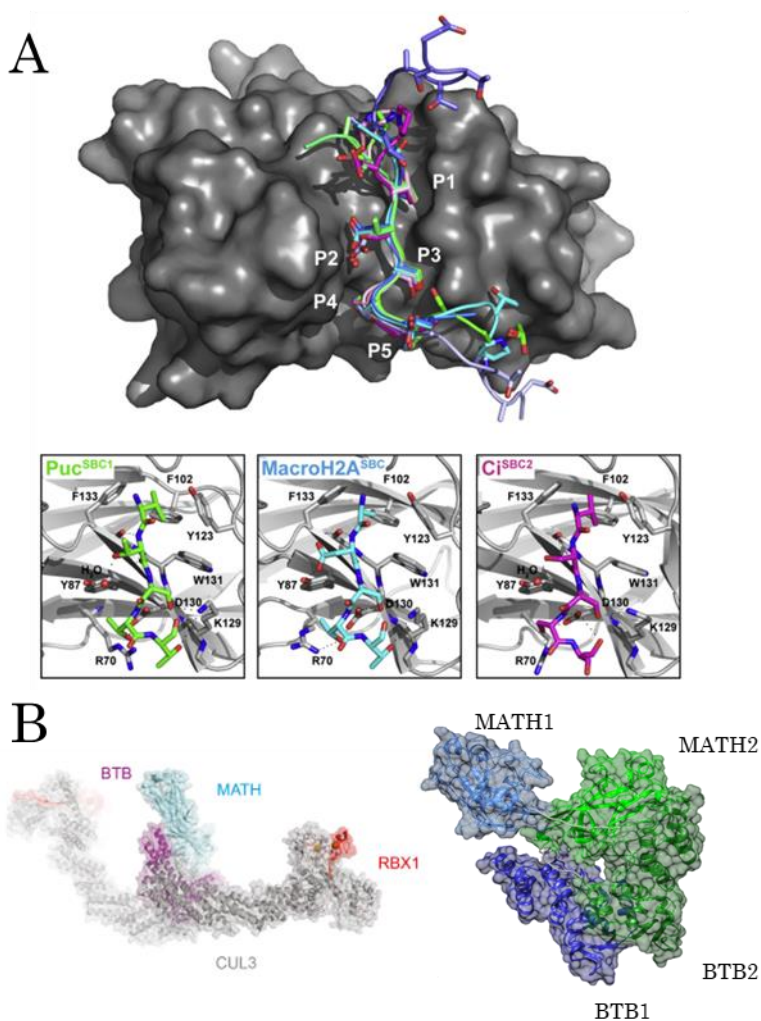 A
P1
P2
P3
P4
P5
Puc^SBC1
F102
F133
Y123
H₂O
Y87
W131
D130
K129
R70
MacroH2A^SBC
F102
F133
Y123
Y87
W131
D130
K129
R70
Ci^SBC2
F102
F133
Y123
H₂O
Y87
W131
D130
K129
R70
B
BTB
MATH
RBX1
CUL3
MATH1
MATH2
BTB2
BTB1